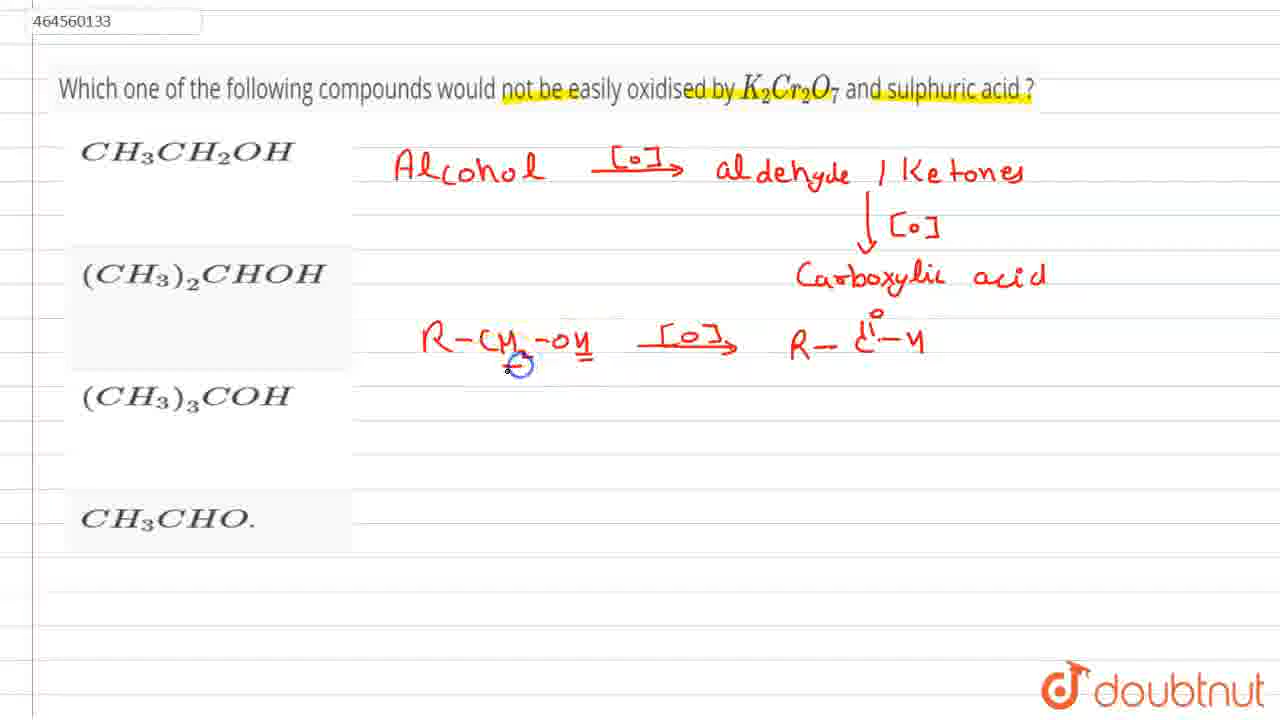 464560133
Which one of the following compounds would not be easily oxidised by K₂Cr₂O₇ and sulphuric acid ?
CH₃CH₂OH
Alcohol [O]→ aldehyde / Ketones
↓ [O]
Carboxylic acid
(CH₃)₂CHOH
R-CH₂-OH [O]→ R-C(=O)-H
(CH₃)₃COH
CH₃CHO.
doubtnut